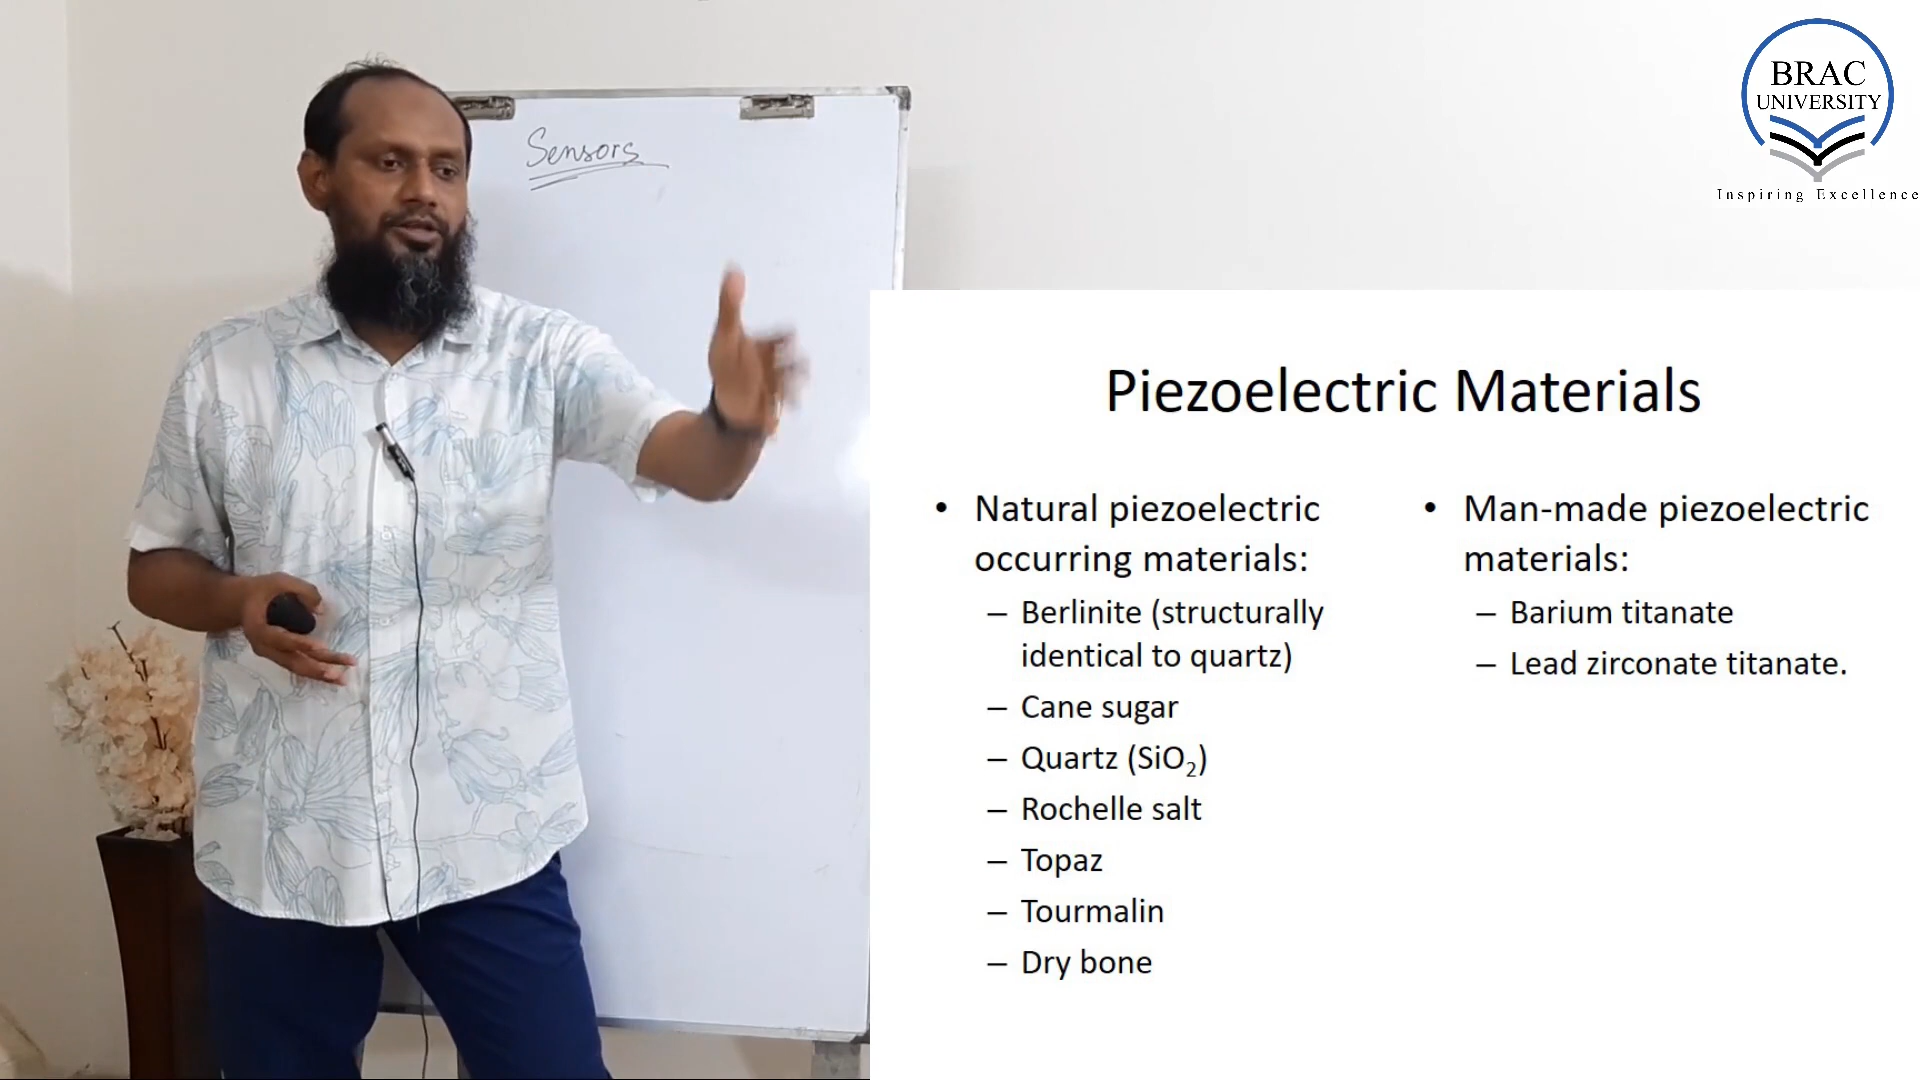 Sensors
BRAC
UNIVERSITY
Inspiring Excellence
Piezoelectric Materials
• Natural piezoelectric
occurring materials:
– Berlinite (structurally
identical to quartz)
– Cane sugar
– Quartz (SiO₂)
– Rochelle salt
– Topaz
– Tourmalin
– Dry bone
• Man-made piezoelectric
materials:
– Barium titanate
– Lead zirconate titanate.